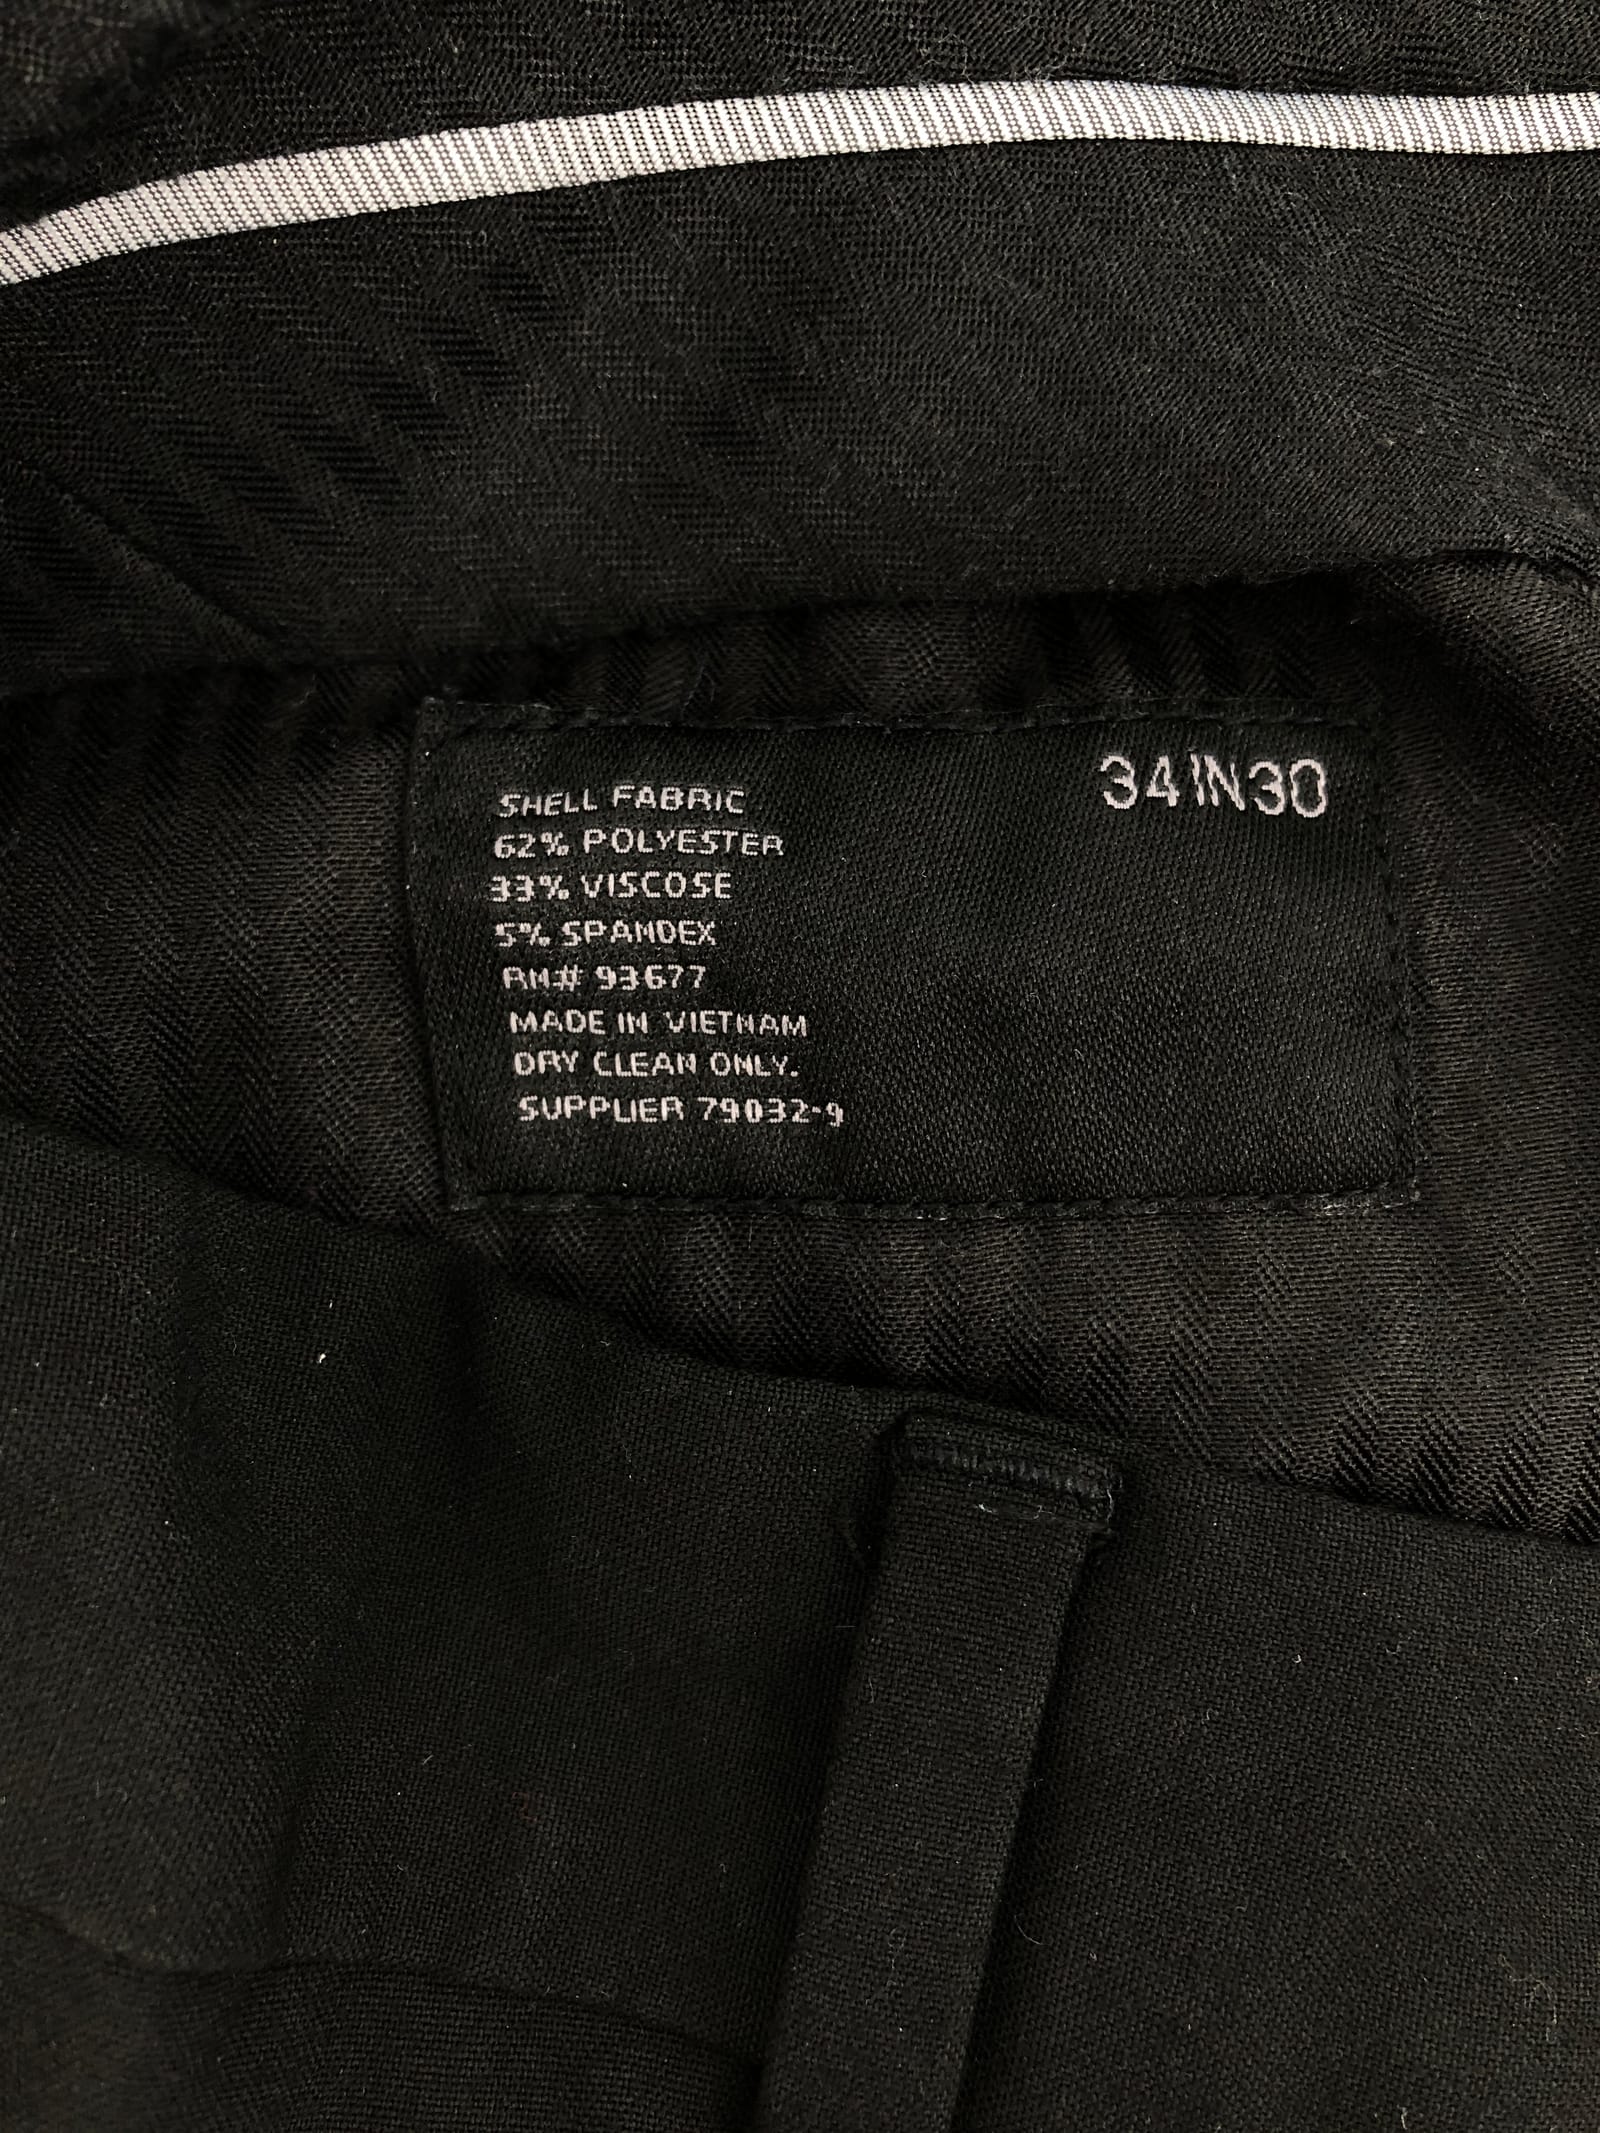 34IN30
SHELL FABRIC
62% POLYESTER
33% VISCOSE
5% SPANDEX
RN# 93677
MADE IN VIETNAM
DRY CLEAN ONLY.
SUPPLIER 79032-9